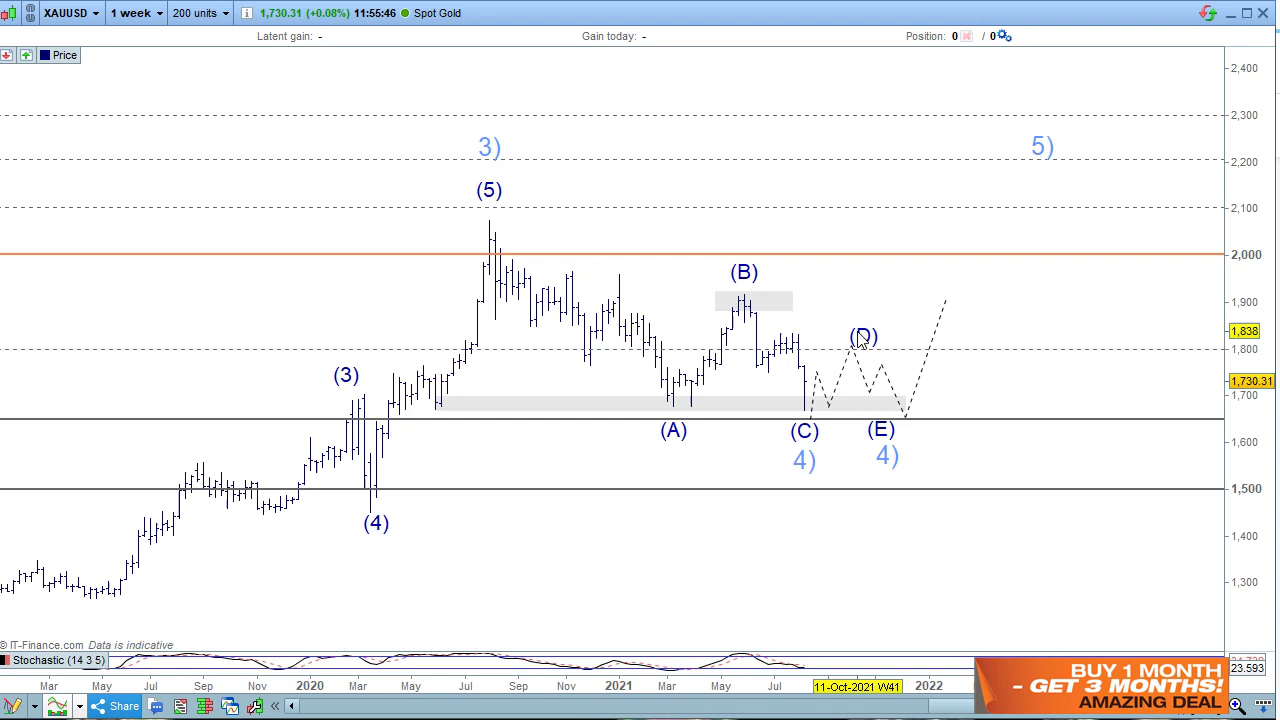 XAUUSD 1 week 200 units 1,730.31 (+0.08%) 11:55:46 Spot Gold
Latent gain: - Gain today: - Position: 0 / 0
Price
2,400
2,300
3) 5)
2,200
(5)
2,100
2,000
(B)
1,900
1,838
(D)
1,800
(3)
1,730.31
1,700
(A) (C) (E)
1,600
4) 4)
1,500
(4)
1,400
1,300
© IT-Finance.com Data is indicative
Stochastic (14 3 5)
23.593
Mar May Jul Sep Nov 2020 Mar May Jul Sep Nov 2021 Mar May Jul 11-Oct-2021 W41 2022
BUY 1 MONTH
- GET 3 MONTHS!
AMAZING DEAL
Share